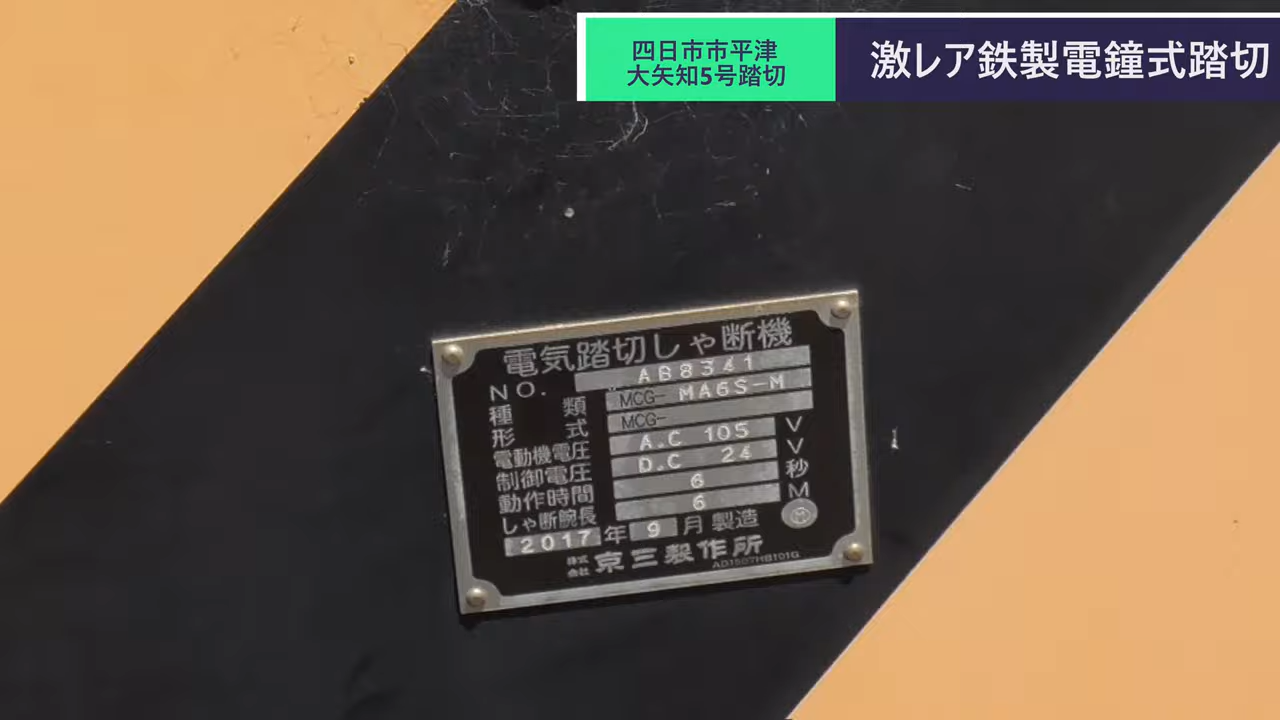 四日市市平津
大矢知5号踏切
激レア鉄製電鐘式踏切
電気踏切しゃ断機
NO. AB8341
種類 MCG- MA6S-M
形式 MCG-
電動機電圧 A.C 105 V
制御電圧 D.C 24 V
動作時間 6 秒
しゃ断腕長 6 M
2017年9月製造
株式会社 京三製作所